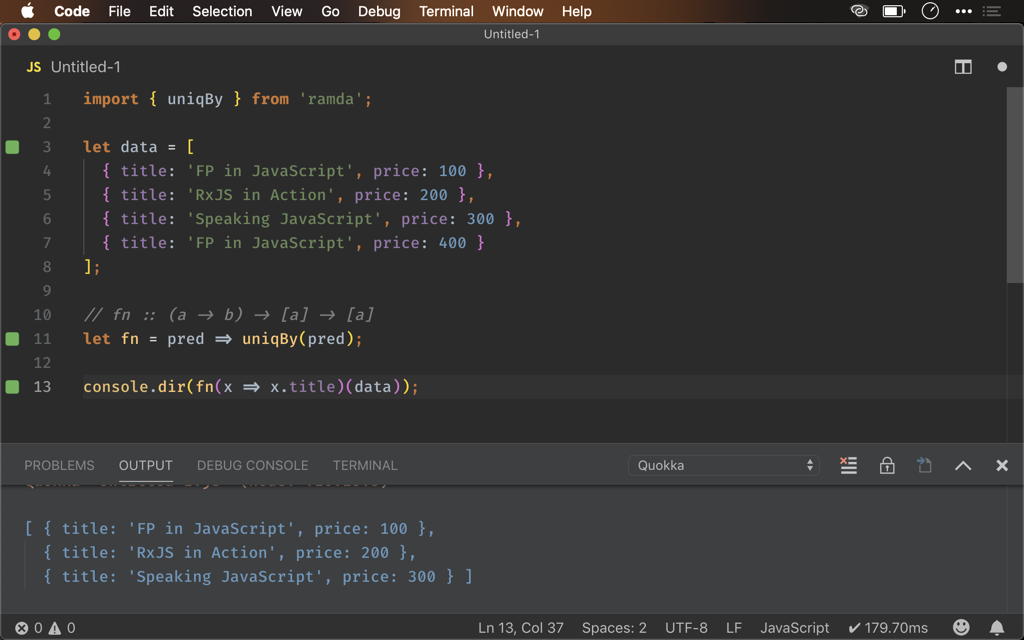 Code File Edit Selection View Go Debug Terminal Window Help
Untitled-1
JS Untitled-1
1 import { uniqBy } from 'ramda';
2
3 let data = [
4 { title: 'FP in JavaScript', price: 100 },
5 { title: 'RxJS in Action', price: 200 },
6 { title: 'Speaking JavaScript', price: 300 },
7 { title: 'FP in JavaScript', price: 400 }
8 ];
9
10 // fn :: (a → b) → [a] → [a]
11 let fn = pred ⇒ uniqBy(pred);
12
13 console.dir(fn(x ⇒ x.title)(data));
PROBLEMS OUTPUT DEBUG CONSOLE TERMINAL Quokka
[ { title: 'FP in JavaScript', price: 100 },
{ title: 'RxJS in Action', price: 200 },
{ title: 'Speaking JavaScript', price: 300 } ]
0 0 Ln 13, Col 37 Spaces: 2 UTF-8 LF JavaScript ✔ 179.70ms